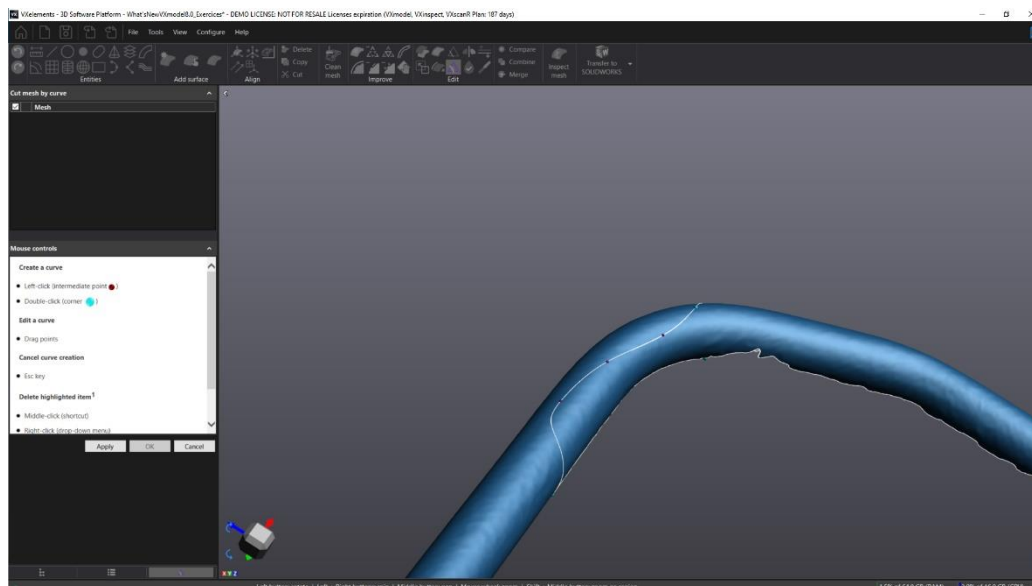 VXelements - 3D Software Platform - What'sNewVXmodel8.0_Exercices* - DEMO LICENSE: NOT FOR RESALE Licenses expiration (VXmodel, VXinspect, VXscanR Plan: 187 days)
File Tools View Configure Help
Delete
Copy
Cut
Clean mesh
Compare
Combine
Merge
Inspect mesh
Transfer to SOLIDWORKS
Entities
Add surface
Align
Improve
Edit
Cut mesh by curve
Mesh
Mouse controls
Create a curve
Left-click (intermediate point )
Double-click (corner )
Edit a curve
Drag points
Cancel curve creation
Esc key
Delete highlighted item1
Middle-click (shortcut)
Right-click (drop-down menu)
Apply OK Cancel
X Y Z